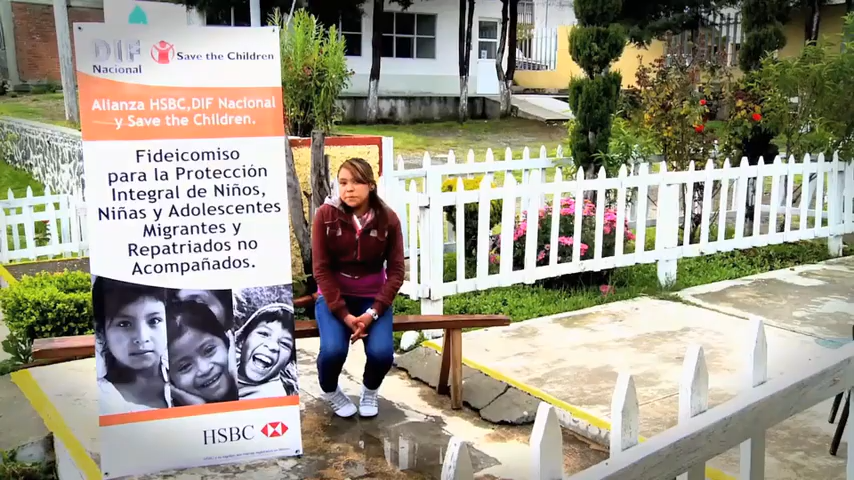 DIF
Nacional
Save the Children
Alianza HSBC, DIF Nacional
y Save the Children.
Fideicomiso
para la Protección
Integral de Niños,
Niñas y Adolescentes
Migrantes y
Repatriados no
Acompañados.
HSBC